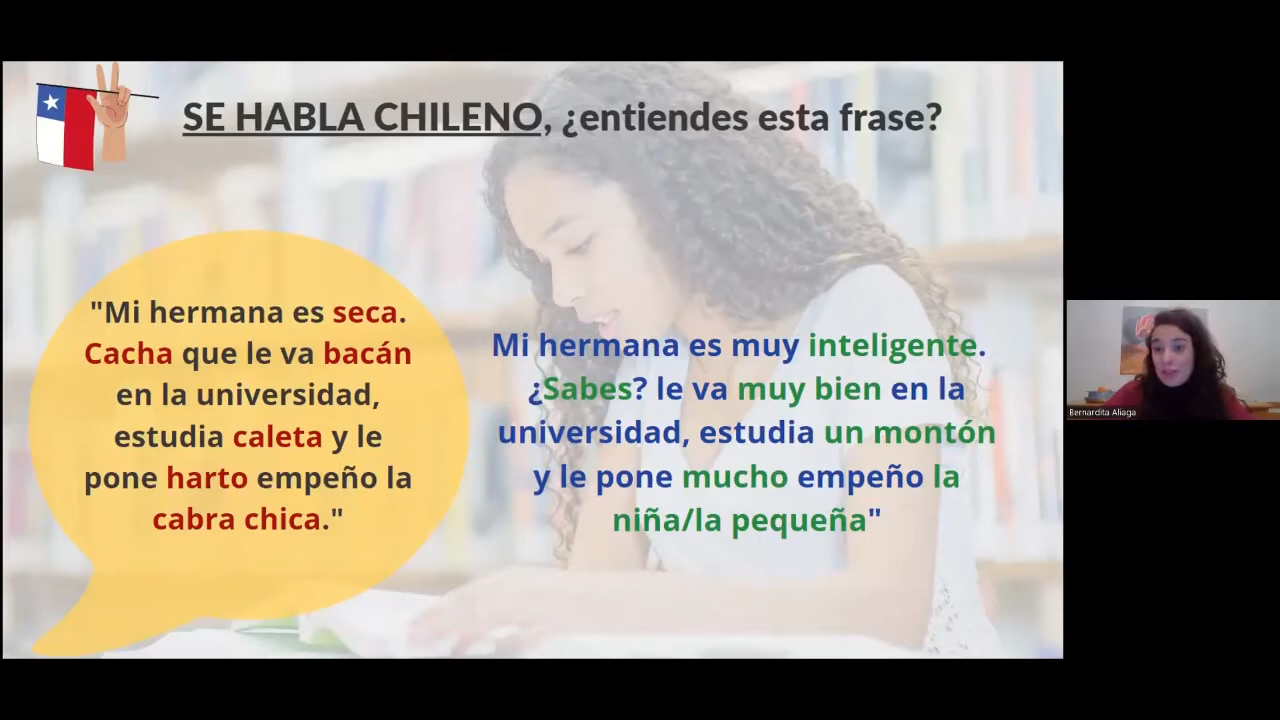 SE HABLA CHILENO, ¿entiendes esta frase?
"Mi hermana es seca.
Cacha que le va bacán
en la universidad,
estudia caleta y le
pone harto empeño la
cabra chica."
Mi hermana es muy inteligente.
¿Sabes? le va muy bien en la
universidad, estudia un montón
y le pone mucho empeño la
niña/la pequeña"
Bernardita Aliaga